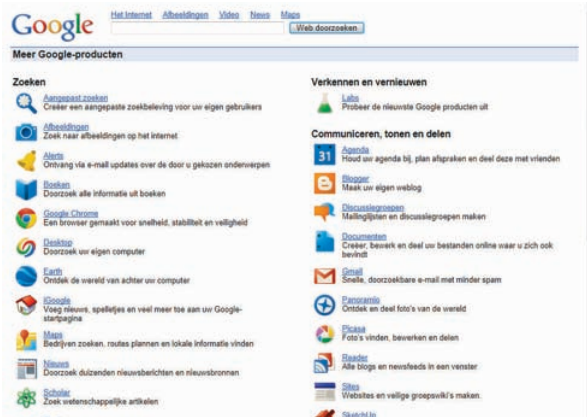 Google
Het Internet Afbeeldingen Video News Maps
Web doorzoeken
Meer Google-producten
Zoeken
Aangepast zoeken
Creëer een aangepaste zoekbeleving voor uw eigen gebruikers
Afbeeldingen
Zoek naar afbeeldingen op het internet
Alerts
Ontvang via e-mail updates over de door u gekozen onderwerpen
Boeken
Doorzoek alle informatie uit boeken
Google Chrome
Een browser gemaakt voor snelheid, stabiliteit en veiligheid
Desktop
Doorzoek uw eigen computer
Earth
Ontdek de wereld van achter uw computer
iGoogle
Voeg nieuws, spelletjes en veel meer toe aan uw Google-
startpagina
Maps
Bedrijven zoeken, routes plannen en lokale informatie vinden
Nieuws
Doorzoek duizenden nieuwsberichten en nieuwsbronnen
Scholar
Zoek wetenschappelijke artikelen
Verkennen en vernieuwen
Labs
Probeer de nieuwste Google producten uit
Communiceren, tonen en delen
31
Agenda
Houd uw agenda bij, plan afspraken en deel deze met vrienden
Blogger
Maak uw eigen weblog
Discussiegroepen
Mailinglijsten en discussiegroepen maken
Documenten
Creëer, bewerk en deel uw bestanden online waar u zich ook
bevindt
Gmail
Snelle, doorzoekbare e-mail met minder spam
Panoramio
Ontdek en deel foto's van de wereld
Picasa
Foto's vinden, bewerken en delen
Reader
Alle blogs en newsfeeds in een venster
Sites
Websites en veilige groepswiki's maken.
SketchUp